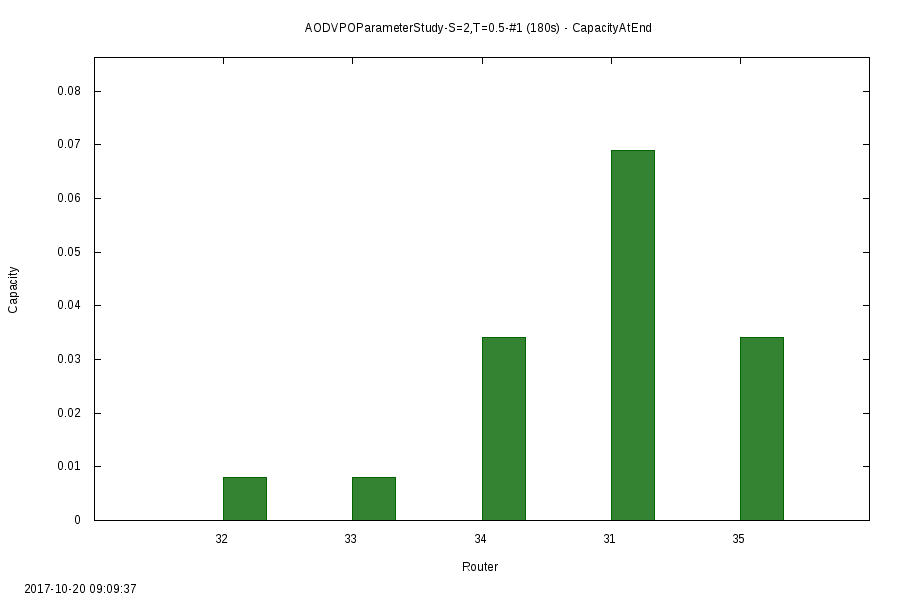 AODVPOParameterStudy-S=2,T=0.5-#1 (180s) - CapacityAtEnd
0.08
0.07
0.06
0.05
0.04
0.03
0.02
0.01
0
Capacity
32 33 34 31 35
Router
2017-10-20 09:09:37